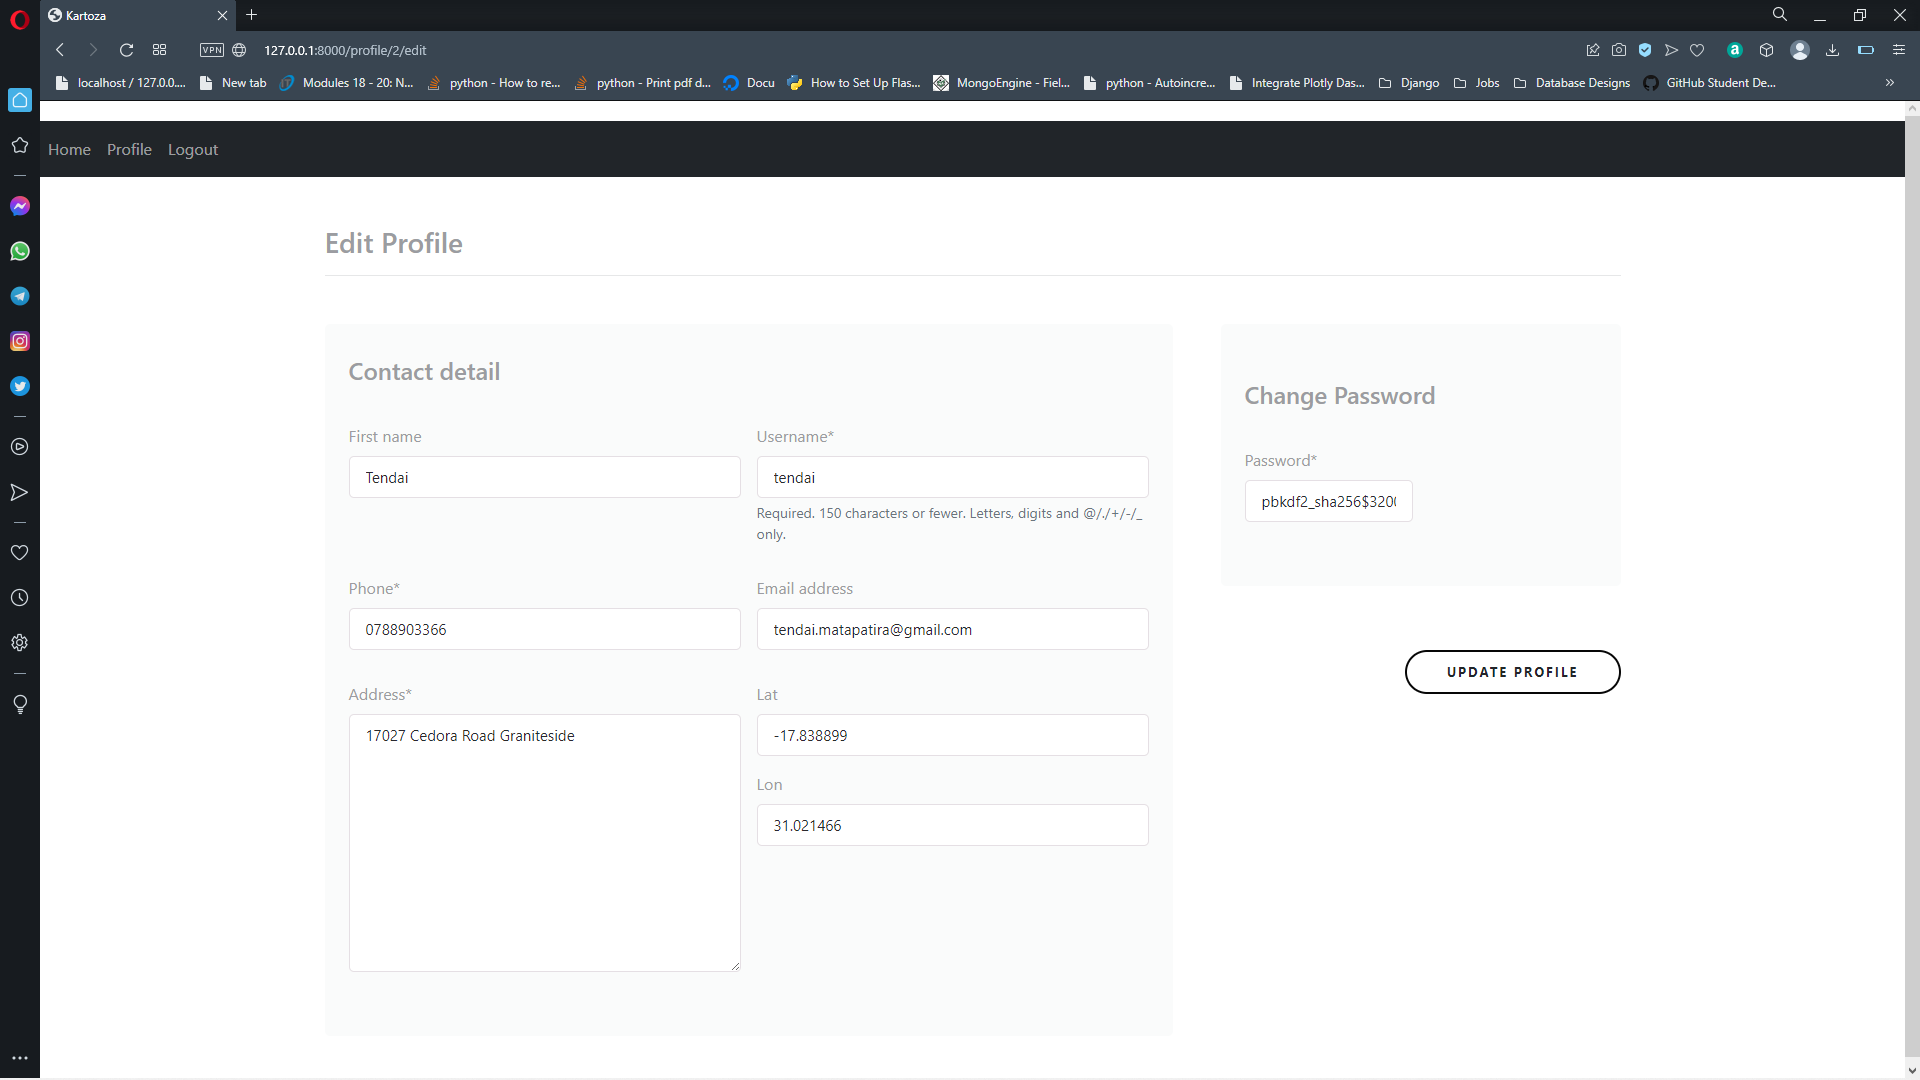 Kartoza
VPN
127.0.0.1:8000/profile/2/edit
a
localhost / 127.0.0.... New tab Modules 18 - 20: N... python - How to re... python - Print pdf d... Docu How to Set Up Flas... MongoEngine - Fiel... python - Autoincre... Integrate Plotly Das... Django Jobs Database Designs GitHub Student De...
Home Profile Logout
Edit Profile
Contact detail
First name
Tendai
Username*
tendai
Required. 150 characters or fewer. Letters, digits and @/./+/-/_
only.
Phone*
0788903366
Email address
tendai.matapatira@gmail.com
Address*
17027 Cedora Road Graniteside
Lat
-17.838899
Lon
31.021466
Change Password
Password*
pbkdf2_sha256$320
UPDATE PROFILE